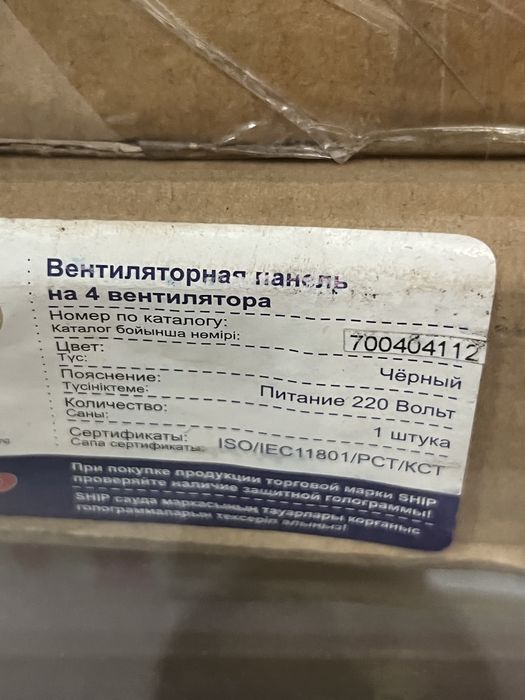 Вентиляторная панель
на 4 вентилятора
Номер по каталогу:
Каталог бойынша нөмірі: 700404112
Цвет:
Түс: Чёрный
Пояснение:
Түсініктеме: Питание 220 Вольт
Количество:
Саны: 1 штука
Сертификаты:
Сапа сертификаты: ISO/IEC11801/РСТ/КСТ
При покупке продукции торговой марки SHIP
проверяйте наличие защитной голограммы!
SHIP сауда маркасының тауарлары қорғаныс
голограммаларын тексеріп алыңыз!